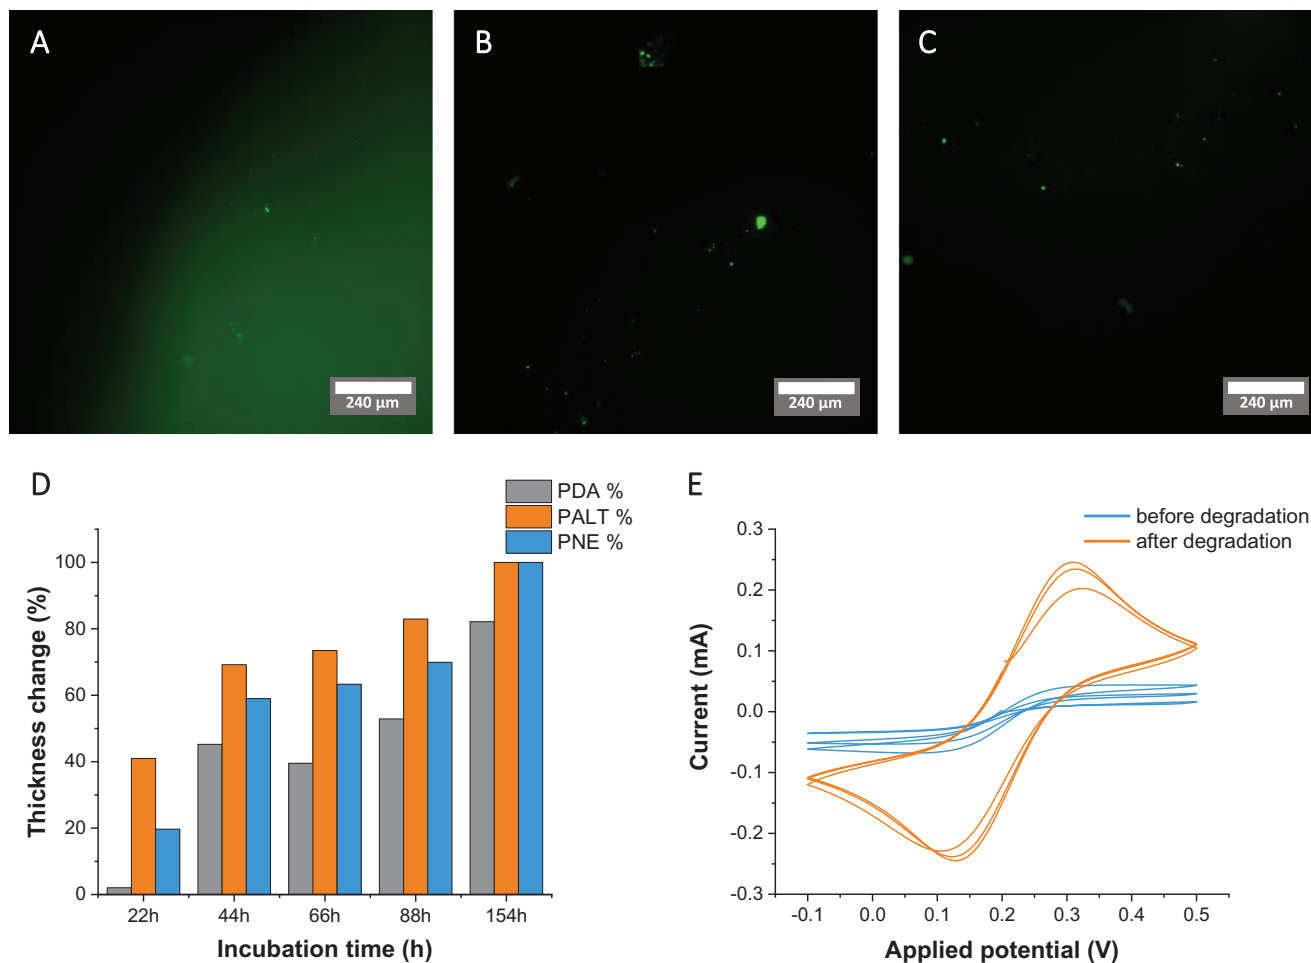 A
B
C
240 µm
240 µm
240 µm
D
PDA %
PALT %
PNE %
Thickness change (%)
100
80
60
40
20
0
22h
44h
66h
88h
154h
Incubation time (h)
E
before degradation
after degradation
Current (mA)
0.3
0.2
0.1
0.0
-0.1
-0.2
-0.3
-0.1
0.0
0.1
0.2
0.3
0.4
0.5
Applied potential (V)